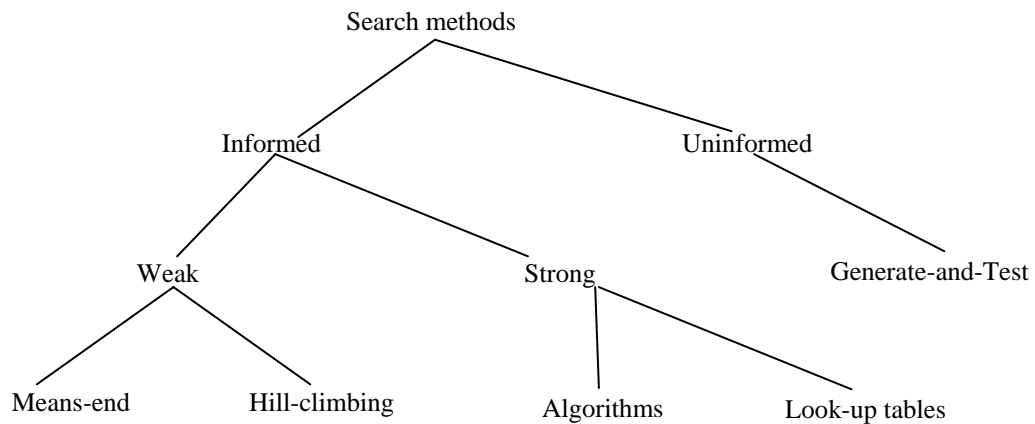 Search methods
Informed
Uninformed
Weak
Strong
Generate-and-Test
Means-end
Hill-climbing
Algorithms
Look-up tables